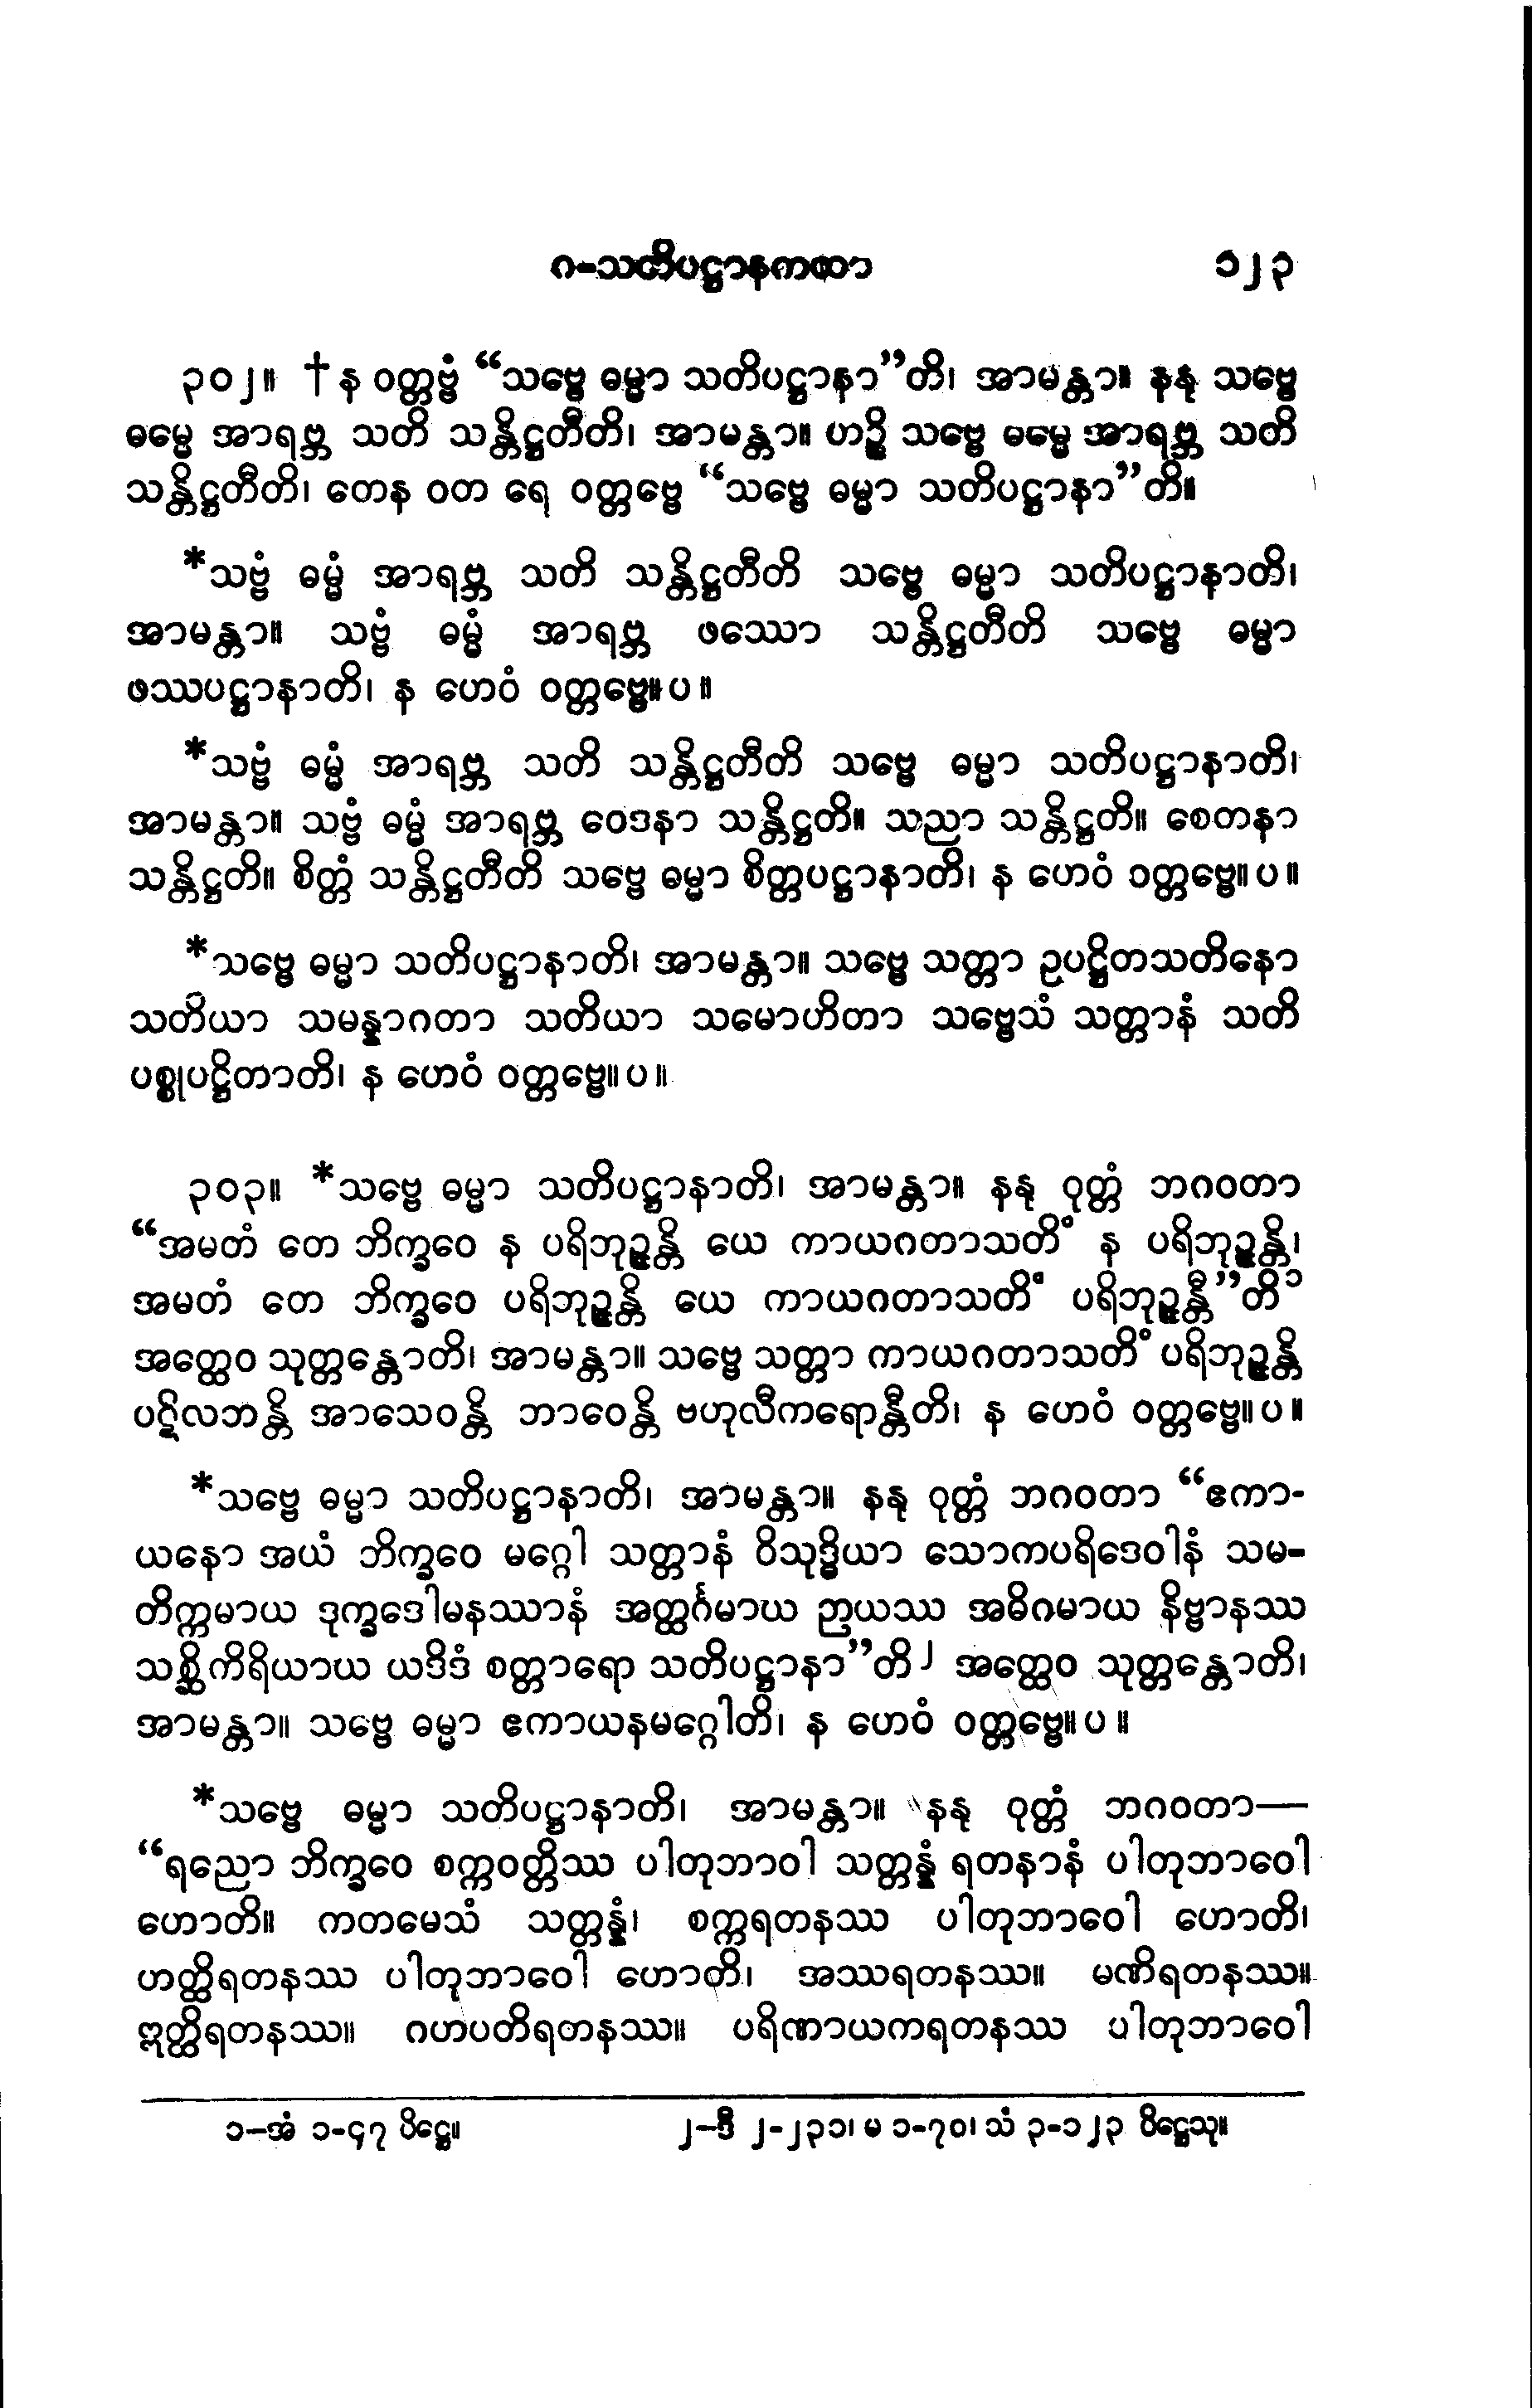 ဂ-သတိပဋ္ဌာနကထာ ၁၂၃
၃၀၂။ †န ဝတ္တဗ္ဗံ “သဗ္ဗေ ဓမ္မာ သတိပဋ္ဌာနာ”တိ၊ အာမန္တာ။ နနု သဗ္ဗေ
ဓမ္မေ အာရဗ္ဘ သတိ သန္တိဋ္ဌတီတိ၊ အာမန္တာ။ ဟဉ္စိ သဗ္ဗေ ဓမ္မေ အာရဗ္ဘ သတိ
သန္တိဋ္ဌတီတိ၊ တေန ဝတ ရေ ဝတ္တဗ္ဗေ “သဗ္ဗေ ဓမ္မာ သတိပဋ္ဌာနာ”တိ။
*သဗ္ဗံ ဓမ္မံ အာရဗ္ဘ သတိ သန္တိဋ္ဌတီတိ သဗ္ဗေ ဓမ္မာ သတိပဋ္ဌာနာတိ၊
အာမန္တာ။ သဗ္ဗံ ဓမ္မံ အာရဗ္ဘ ဖဿော သန္တိဋ္ဌတီတိ သဗ္ဗေ ဓမ္မာ
ဖဿပဋ္ဌာနာတိ၊ န ဟေဝံ ဝတ္တဗ္ဗေ။ပ။
*သဗ္ဗံ ဓမ္မံ အာရဗ္ဘ သတိ သန္တိဋ္ဌတီတိ သဗ္ဗေ ဓမ္မာ သတိပဋ္ဌာနာတိ၊
အာမန္တာ။ သဗ္ဗံ ဓမ္မံ အာရဗ္ဘ ဝေဒနာ သန္တိဋ္ဌတိ။ သညာ သန္တိဋ္ဌတိ။ စေတနာ
သန္တိဋ္ဌတိ။ စိတ္တံ သန္တိဋ္ဌတီတိ သဗ္ဗေ ဓမ္မာ စိတ္တပဋ္ဌာနာတိ၊ န ဟေဝံ ဝတ္တဗ္ဗေ။ပ။
*သဗ္ဗေ ဓမ္မာ သတိပဋ္ဌာနာတိ၊ အာမန္တာ။ သဗ္ဗေ သတ္တာ ဥပဋ္ဌိတသတိနော
သတိယာ သမန္နာဂတာ သတိယာ သမောဟိတာ သဗ္ဗေသံ သတ္တာနံ သတိ
ပစ္စုပဋ္ဌိတာတိ၊ န ဟေဝံ ဝတ္တဗ္ဗေ။ပ။
၃၀၃။ *သဗ္ဗေ ဓမ္မာ သတိပဋ္ဌာနာတိ၊ အာမန္တာ။ နနု ဝုတ္တံ ဘဂဝတာ
“အမတံ တေ ဘိက္ခဝေ န ပရိဘုဉ္ဇန္တိ ယေ ကာယဂတာသတိံ န ပရိဘုဉ္ဇန္တိ၊
အမတံ တေ ဘိက္ခဝေ ပရိဘုဉ္ဇန္တိ ယေ ကာယဂတာသတိံ ပရိဘုဉ္ဇန္တီ”တိ၁
အတ္ထေဝ သုတ္တန္တောတိ၊ အာမန္တာ။ သဗ္ဗေ သတ္တာ ကာယဂတာသတိံ ပရိဘုဉ္ဇန္တိ
ပဋိလဘန္တိ အာသေဝန္တိ ဘာဝေန္တိ ဗဟုလီကရောန္တီတိ၊ န ဟေဝံ ဝတ္တဗ္ဗေ။ပ။
*သဗ္ဗေ ဓမ္မာ သတိပဋ္ဌာနာတိ၊ အာမန္တာ။ နနု ဝုတ္တံ ဘဂဝတာ “ဧကာ-
ယနော အယံ ဘိက္ခဝေ မဂ္ဂေါ သတ္တာနံ ဝိသုဒ္ဓိယာ သောကပရိဒေဝါနံ သမ-
တိက္ကမာယ ဒုက္ခဒေါမနဿာနံ အတ္ထင်္ဂမာယ ဉာယဿ အဓိဂမာယ နိဗ္ဗာနဿ
သစ္ဆိကိရိယာယ ယဒိဒံ စတ္တာရော သတိပဋ္ဌာနာ”တိ၂ အတ္ထေဝ သုတ္တန္တောတိ၊
အာမန္တာ။ သဗ္ဗေ ဓမ္မာ ဧကာယနမဂ္ဂေါတိ၊ န ဟေဝံ ဝတ္တဗ္ဗေ။ပ။
*သဗ္ဗေ ဓမ္မာ သတိပဋ္ဌာနာတိ၊ အာမန္တာ။ နနု ဝုတ္တံ ဘဂဝတာ—
“ရညော ဘိက္ခဝေ စက္ကဝတ္တိဿ ပါတုဘာဝါ သတ္တန္နံ ရတနာနံ ပါတုဘာဝေါ
ဟောတိ။ ကတမေသံ သတ္တန္နံ၊ စက္ကရတနဿ ပါတုဘာဝေါ ဟောတိ၊
ဟတ္ထိရတနဿ ပါတုဘာဝေါ ဟောတိ၊ အဿရတနဿ။ မဏိရတနဿ။
ဣတ္ထိရတနဿ။ ဂဟပတိရတနဿ။ ပရိဏာယကရတနဿ ပါတုဘာဝေါ
၁—အံ ၁-၄၇ ပိဋ္ဌေ။ ၂—ဒီ ၂-၂၃၁၊ မ ၁-၇၀၊ သံ ၃-၁၂၃ ပိဋ္ဌေသု။